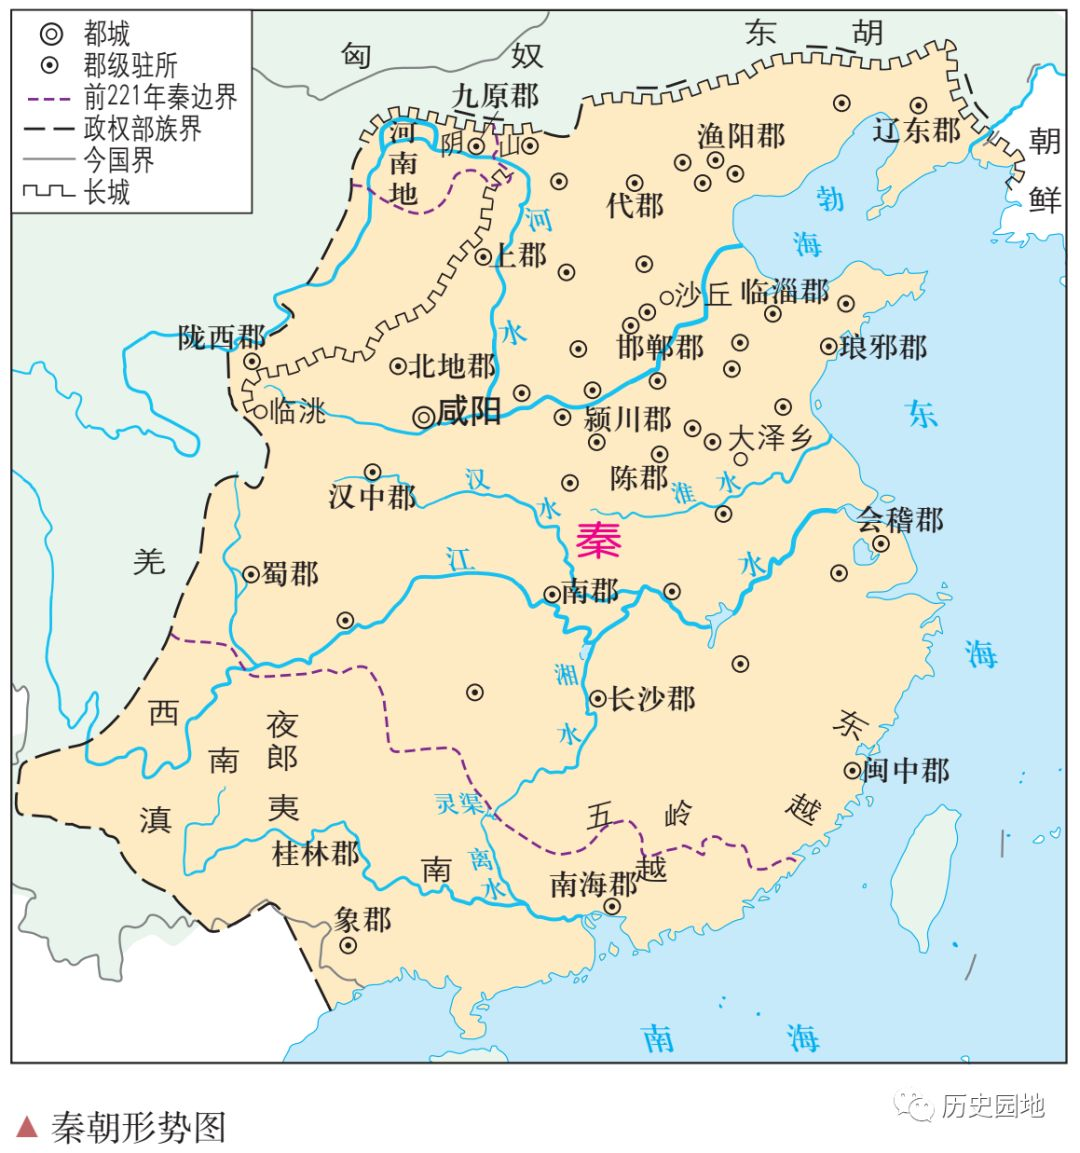 都城
郡级驻所
前221年秦边界
政权部族界
今国界
长城
匈
奴
东
胡
朝
鲜
羌
九原郡
河
南
地
阴
山
渔阳郡
辽东郡
代郡
上郡
河
水
勃
海
沙丘
临淄郡
陇西郡
北地郡
邯郸郡
琅邪郡
临洮
咸阳
颍川郡
大泽乡
东
海
汉中郡
汉
水
陈郡
淮
水
秦
会稽郡
蜀郡
江
水
南郡
湘
水
长沙郡
西
南
夷
夜
郎
滇
灵渠
离
水
五
岭
东
越
闽中郡
桂林郡
南
越
南海郡
象郡
南
海
▲秦朝形势图
历史园地